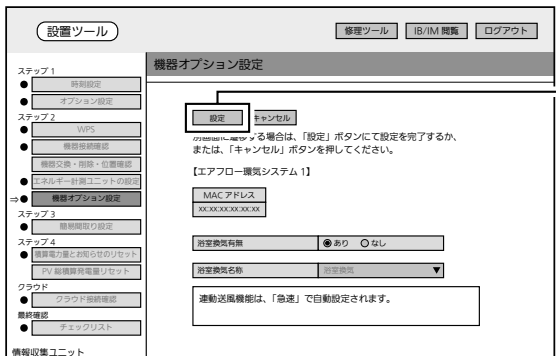 設置ツール
修理ツール
IB/IM 閲覧
ログアウト
ステップ 1
時刻設定
オプション設定
ステップ 2
WPS
機器接続確認
機器交換・削除・位置確認
エネルギー計測ユニットの設定
⇒● 機器オプション設定
ステップ 3
簡易間取り設定
ステップ 4
積算電力量とお知らせのリセット
PV 総積算発電量リセット
クラウド
クラウド接続確認
最終確認
チェックリスト
情報収集ユニット
機器オプション設定
設定
キャンセル
別画面に遷移する場合は、「設定」ボタンにて設定を完了するか、
または、「キャンセル」ボタンを押してください。
【エアフロー環気システム 1】
MAC アドレス
XX:XX:XX:XX:XX:XX
浴室換気有無 ◉あり ○なし
浴室換気名称 浴室換気 ▼
連動送風機能は、「急速」で自動設定されます。